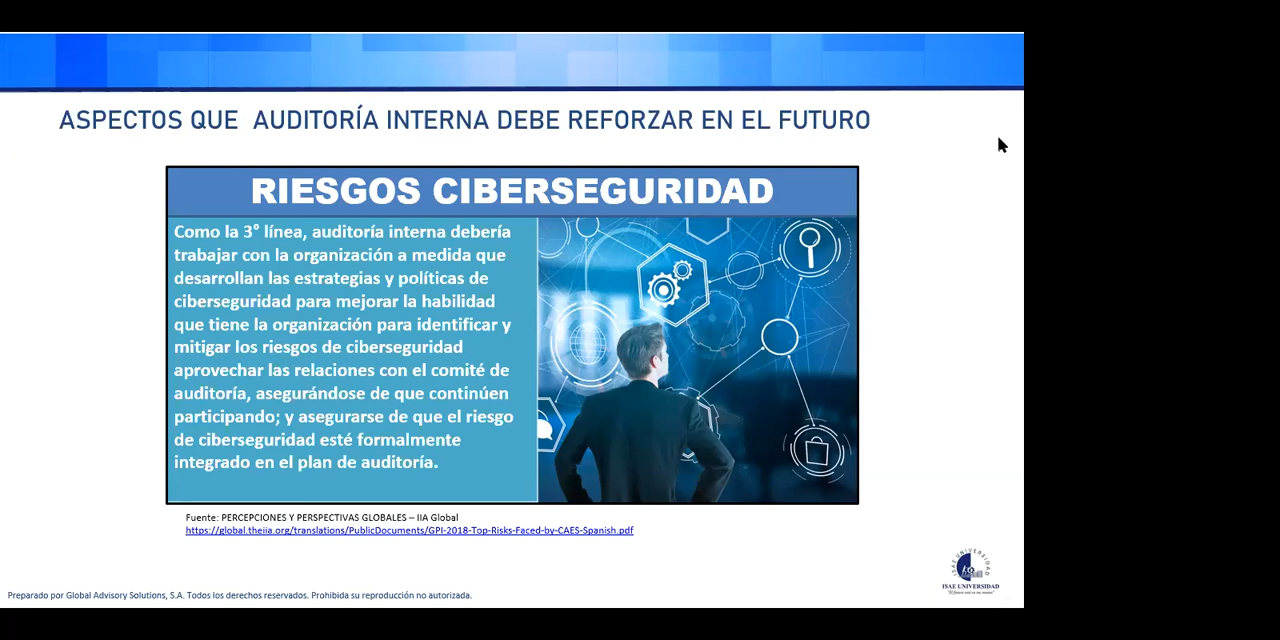 ASPECTOS QUE AUDITORÍA INTERNA DEBE REFORZAR EN EL FUTURO
RIESGOS CIBERSEGURIDAD
Como la 3° línea, auditoría interna debería
trabajar con la organización a medida que
desarrollan las estrategias y políticas de
ciberseguridad para mejorar la habilidad
que tiene la organización para identificar y
mitigar los riesgos de ciberseguridad
aprovechar las relaciones con el comité de
auditoría, asegurándose de que continúen
participando; y asegurarse de que el riesgo
de ciberseguridad esté formalmente
integrado en el plan de auditoría.
Fuente: PERCEPCIONES Y PERSPECTIVAS GLOBALES – IIA Global
https://global.theiia.org/translations/PublicDocuments/GPI-2018-Top-Risks-Faced-by-CAES-Spanish.pdf
ISAE UNIVERSIDAD
ISAE UNIVERSIDAD
Preparado por Global Advisory Solutions, S.A. Todos los derechos reservados. Prohibida su reproducción no autorizada.